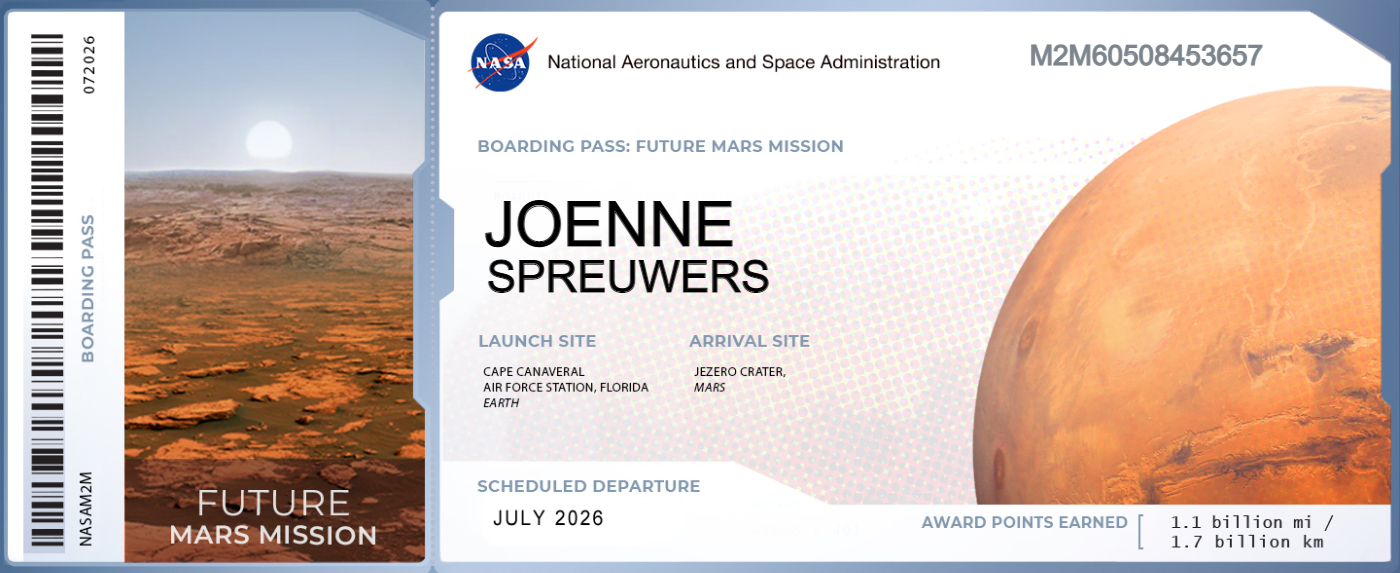 072026
BOARDING PASS
NASAM2M
FUTURE
MARS MISSION
NASA
National Aeronautics and Space Administration
M2M60508453657
BOARDING PASS: FUTURE MARS MISSION
JOENNE
SPREUWERS
LAUNCH SITE
CAPE CANAVERAL
AIR FORCE STATION, FLORIDA
EARTH
ARRIVAL SITE
JEZERO CRATER,
MARS
SCHEDULED DEPARTURE
JULY 2026
AWARD POINTS EARNED
1.1 billion mi /
1.7 billion km